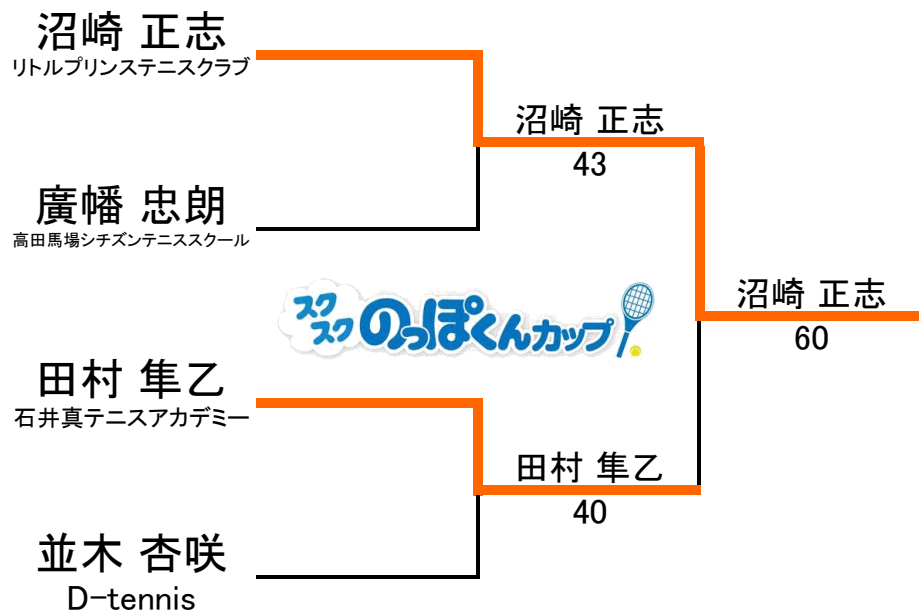 沼崎 正志
リトルプリンステニスクラブ
沼崎 正志
43
廣幡 忠朗
高田馬場シチズンテニススクール
スクスクのっぽくんカップ
沼崎 正志
60
田村 隼乙
石井真テニスアカデミー
田村 隼乙
40
並木 杏咲
D-tennis